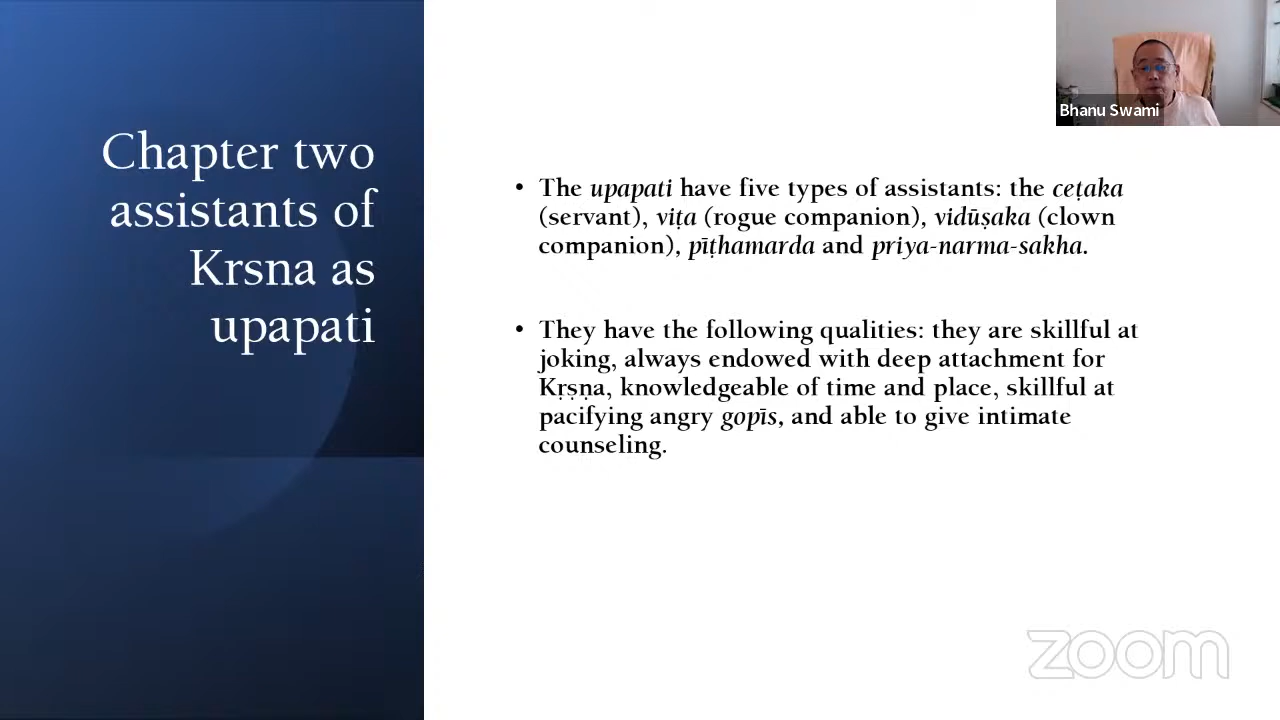 Chapter two
assistants of
Krsna as
upapati
• The upapati have five types of assistants: the ceṭaka
(servant), viṭa (rogue companion), vidūṣaka (clown
companion), pīṭhamarda and priya-narma-sakha.
• They have the following qualities: they are skillful at
joking, always endowed with deep attachment for
Kṛṣṇa, knowledgeable of time and place, skillful at
pacifying angry gopīs, and able to give intimate
counseling.
Bhanu Swami
zoom